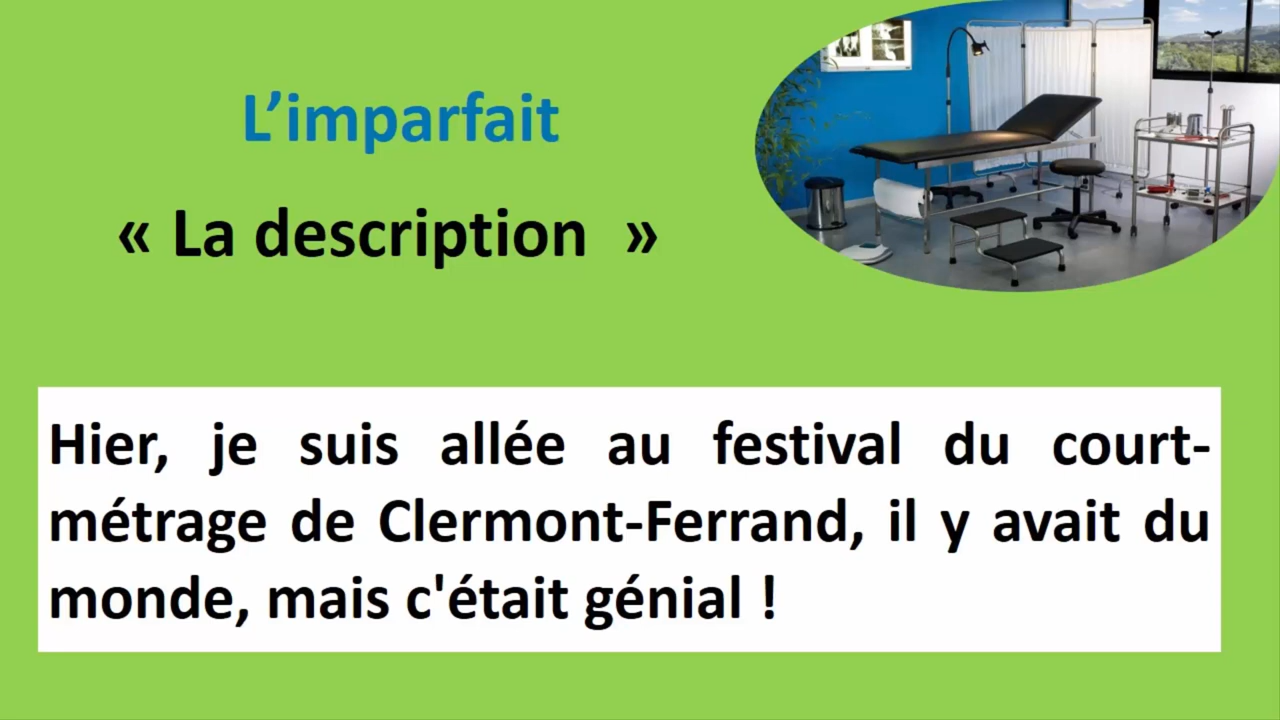 L’imparfait
« La description »
Hier, je suis allée au festival du court-
métrage de Clermont-Ferrand, il y avait du
monde, mais c'était génial !